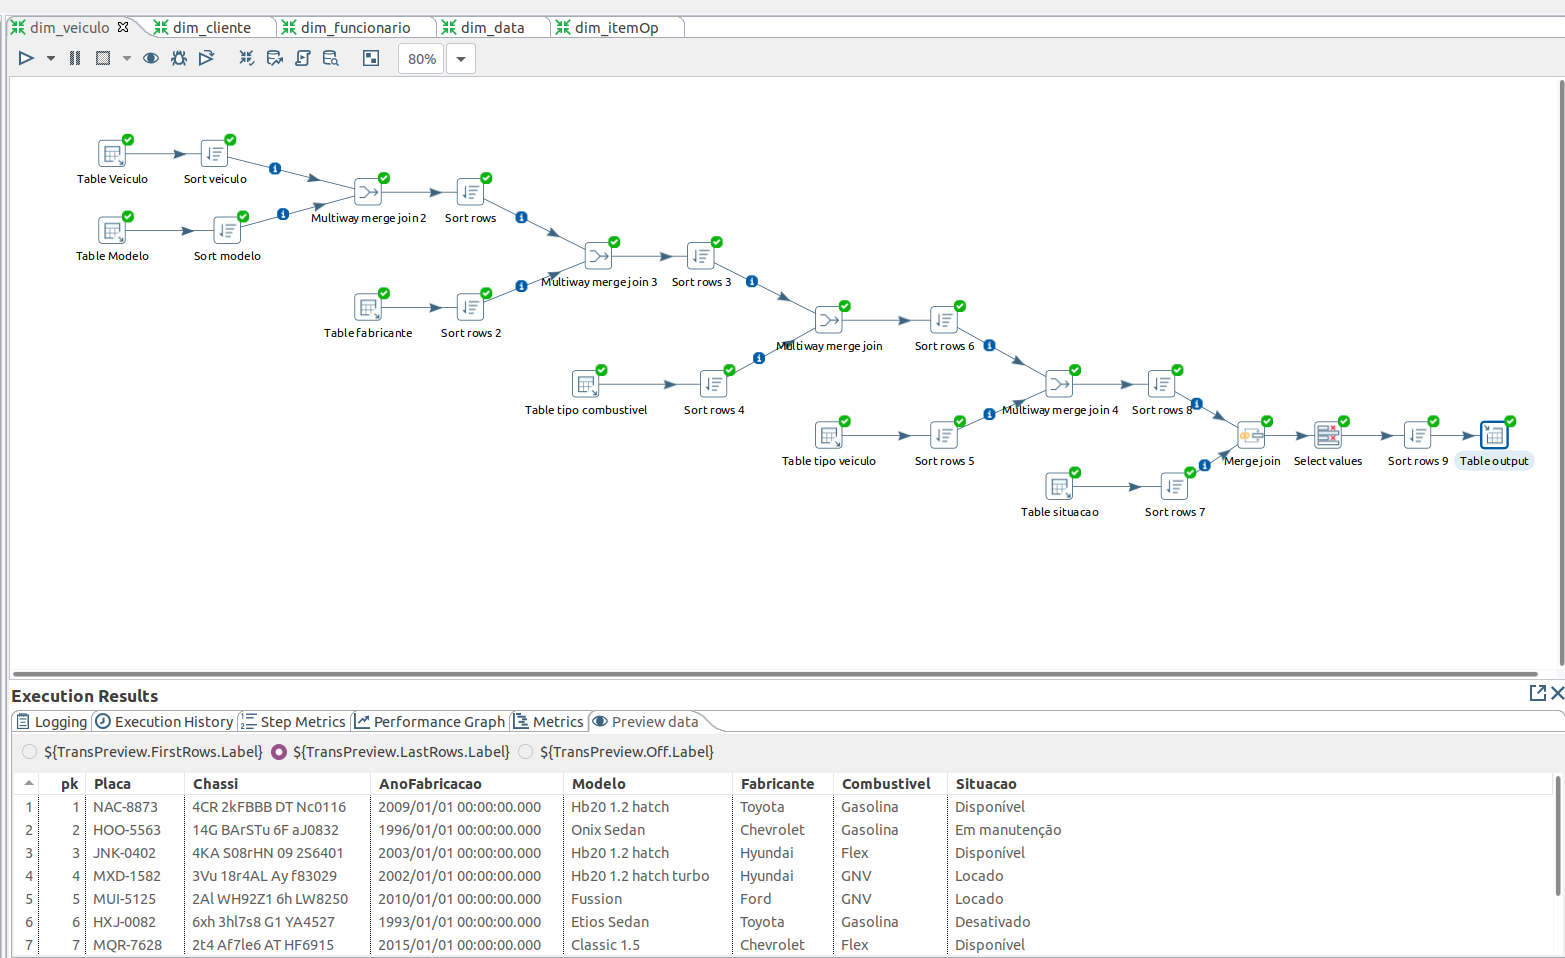 dim_veiculo dim_cliente dim_funcionario dim_data dim_itemOp
80%
Table Veiculo
Sort veiculo
Table Modelo
Sort modelo
Multiway merge join 2
Sort rows
Table fabricante
Sort rows 2
Multiway merge join 3
Sort rows 3
Table tipo combustivel
Sort rows 4
Multiway merge join
Sort rows 6
Table tipo veiculo
Sort rows 5
Multiway merge join 4
Sort rows 8
Table situacao
Sort rows 7
Merge join
Select values
Sort rows 9
Table output
Execution Results
Logging Execution History Step Metrics Performance Graph Metrics Preview data
${TransPreview.FirstRows.Label} ${TransPreview.LastRows.Label} ${TransPreview.Off.Label}
pk Placa Chassi AnoFabricacao Modelo Fabricante Combustivel Situacao
1 1 NAC-8873 4CR 2kFBBB DT Nc0116 2009/01/01 00:00:00.000 Hb20 1.2 hatch Toyota Gasolina Disponível
2 2 HOO-5563 14G BArSTu 6F aJ0832 1996/01/01 00:00:00.000 Onix Sedan Chevrolet Gasolina Em manutenção
3 3 JNK-0402 4KA S08rHN 09 2S6401 2003/01/01 00:00:00.000 Hb20 1.2 hatch Hyundai Flex Disponível
4 4 MXD-1582 3Vu 18r4AL Ay f83029 2002/01/01 00:00:00.000 Hb20 1.2 hatch turbo Hyundai GNV Locado
5 5 MUI-5125 2Al WH92Z1 6h LW8250 2010/01/01 00:00:00.000 Fussion Ford GNV Locado
6 6 HXJ-0082 6xh 3hl7s8 G1 YA4527 1993/01/01 00:00:00.000 Etios Sedan Toyota Gasolina Desativado
7 7 MQR-7628 2t4 Af7le6 AT HF6915 2015/01/01 00:00:00.000 Classic 1.5 Chevrolet Flex Disponível